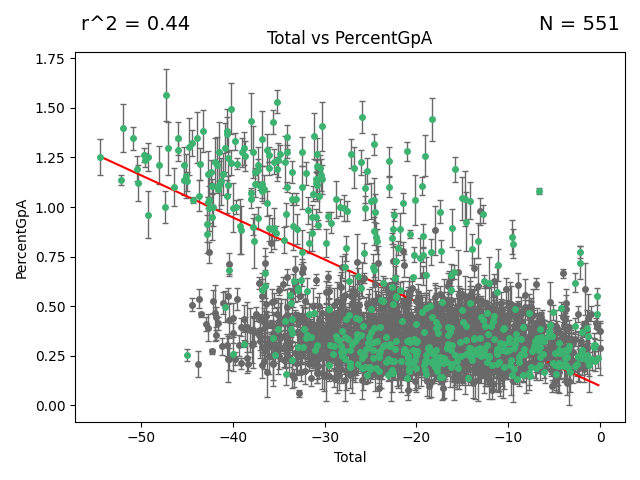 r^2 = 0.44
N = 551
Total vs PercentGpA
1.75
1.50
1.25
1.00
0.75
0.50
0.25
0.00
PercentGpA
−50
−40
−30
−20
−10
0
Total